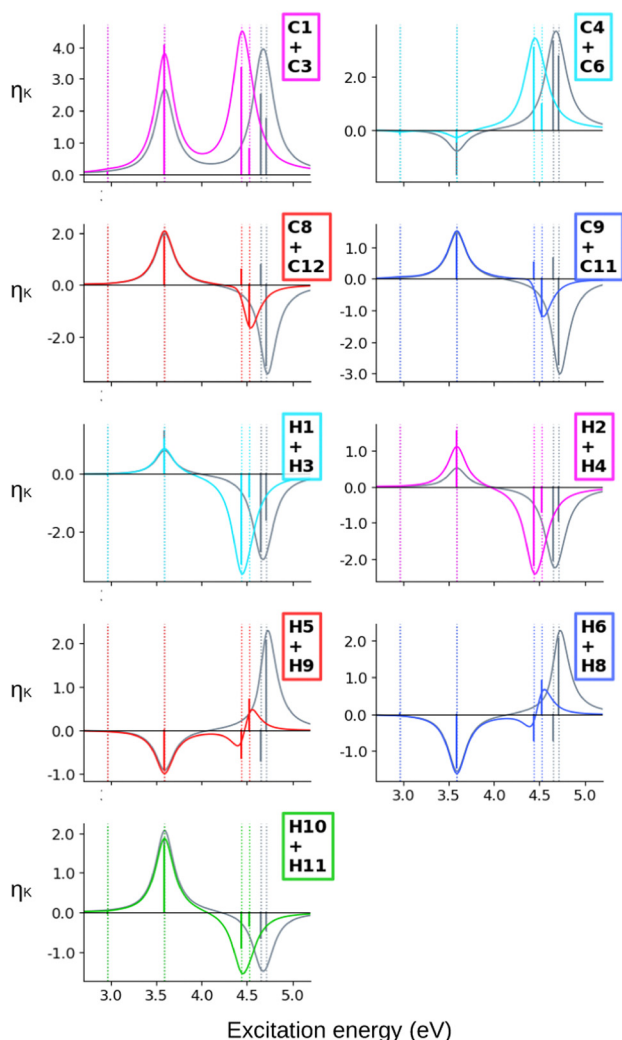 C1
+
C3
ηK
4.0
3.0
2.0
1.0
0.0
C4
+
C6
2.0
0.0
C8
+
C12
ηK
2.0
0.0
-2.0
C9
+
C11
1.0
0.0
-1.0
-2.0
-3.0
H1
+
H3
ηK
0.0
-2.0
H2
+
H4
1.0
0.0
-1.0
-2.0
H5
+
H9
ηK
2.0
1.0
0.0
-1.0
H6
+
H8
2.0
1.0
0.0
-1.0
3.0 3.5 4.0 4.5 5.0
H10
+
H11
ηK
2.0
1.0
0.0
-1.0
3.0 3.5 4.0 4.5 5.0
Excitation energy (eV)